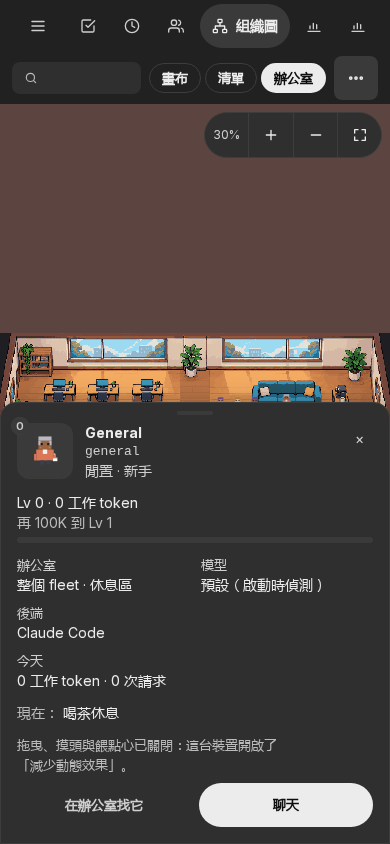 組織圖
畫布
清單
辦公室
30%
O
General
general
閒置 · 新手
Lv 0 · 0 工作 token
再 100K 到 Lv 1
辦公室
模型
整個 fleet · 休息區
預設（啟動時偵測）
後端
Claude Code
今天
0 工作 token · 0 次請求
現在： 喝茶休息
拖曳、摸頭與餵點心已關閉：這台裝置開啟了
「減少動態效果」。
在辦公室找它
聊天